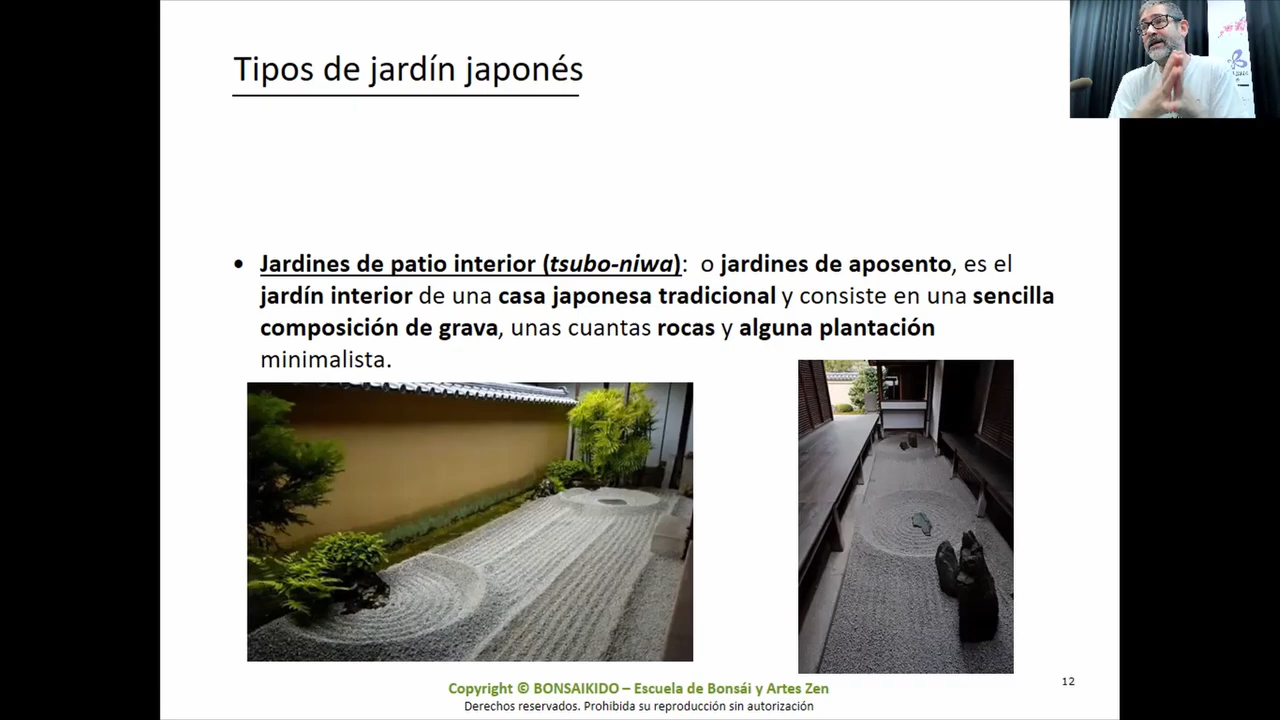 Tipos de jardín japonés
• Jardines de patio interior (tsubo-niwa): o jardines de aposento, es el
jardín interior de una casa japonesa tradicional y consiste en una sencilla
composición de grava, unas cuantas rocas y alguna plantación
minimalista.
12
Copyright © BONSAIKIDO – Escuela de Bonsái y Artes Zen
Derechos reservados. Prohibida su reproducción sin autorización